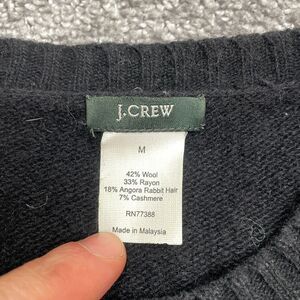 J.CREW
M
42% Wool
33% Rayon
18% Angora Rabbit Hair
7% Cashmere
RN77388
Made in Malaysia